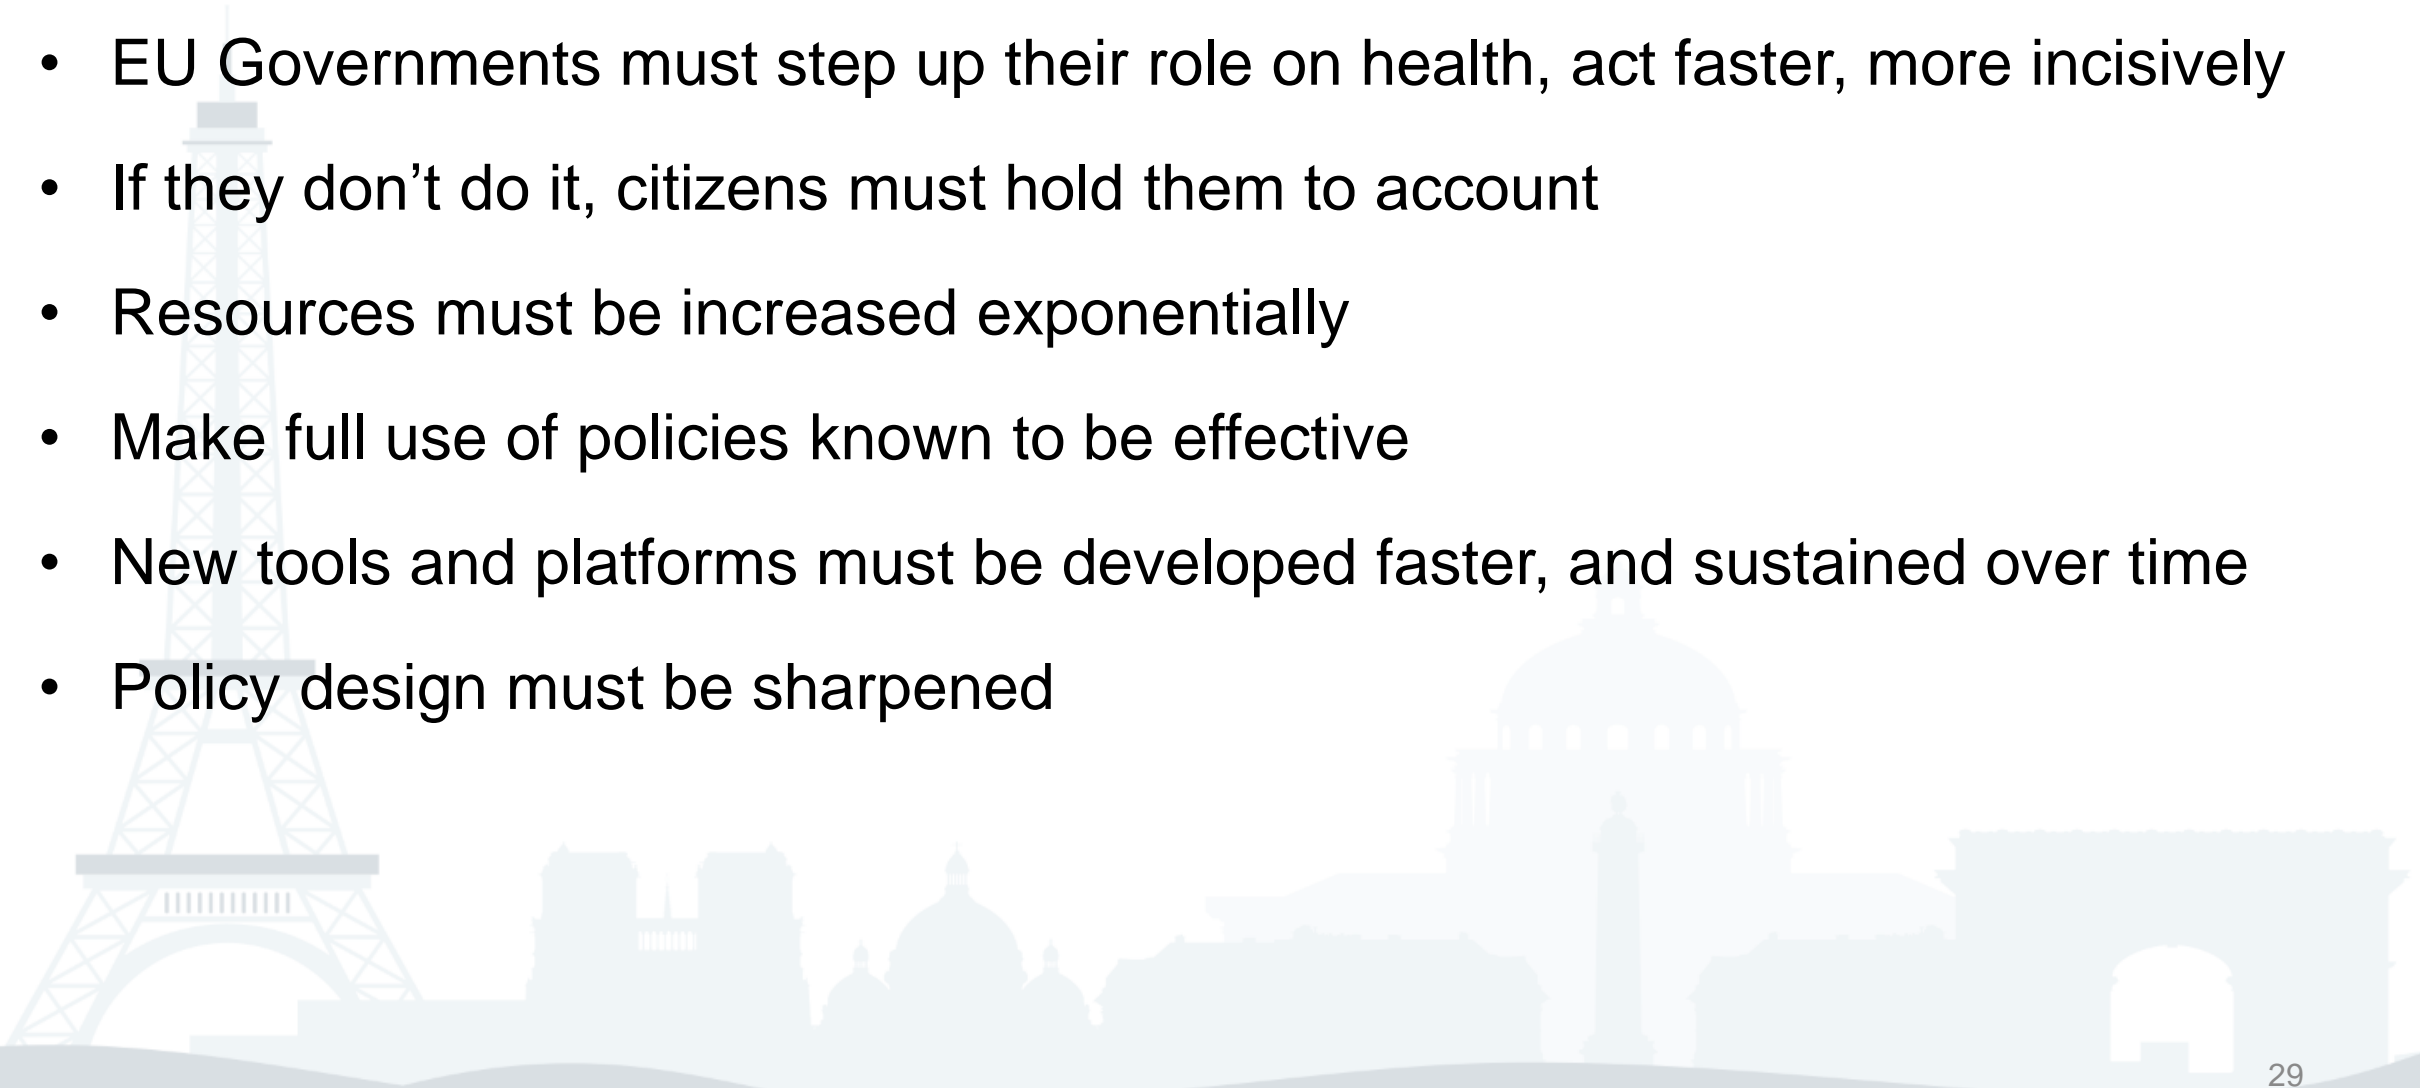 • EU Governments must step up their role on health, act faster, more incisively
• If they don’t do it, citizens must hold them to account
• Resources must be increased exponentially
• Make full use of policies known to be effective
• New tools and platforms must be developed faster, and sustained over time
• Policy design must be sharpened
29